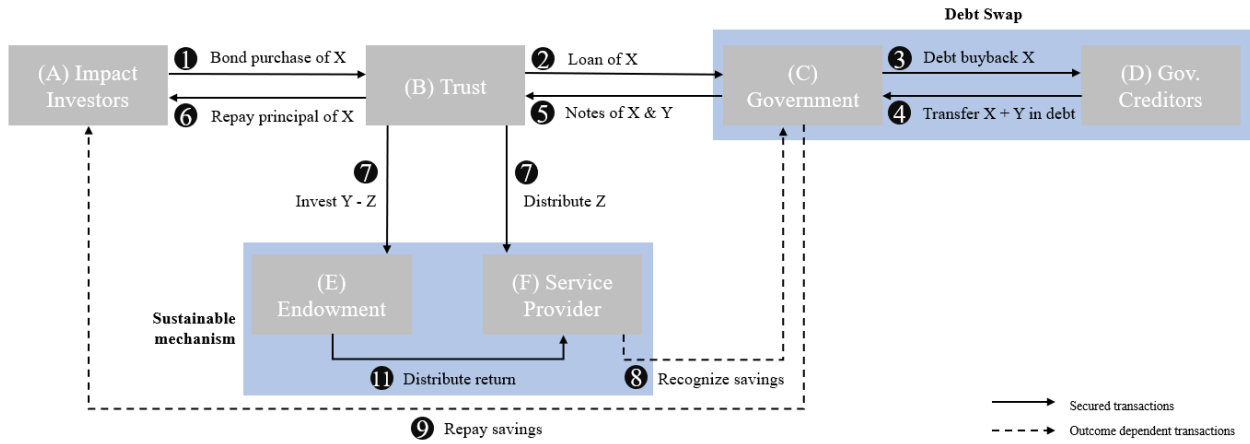 Debt Swap
(A) Impact
Investors
1 Bond purchase of X
6 Repay principal of X
(B) Trust
2 Loan of X
5 Notes of X & Y
(C)
Government
3 Debt buyback X
4 Transfer X + Y in debt
(D) Gov.
Creditors
7
Invest Y - Z
7
Distribute Z
Sustainable
mechanism
(E)
Endowment
(F) Service
Provider
11 Distribute return
8 Recognize savings
9 Repay savings
Secured transactions
Outcome dependent transactions